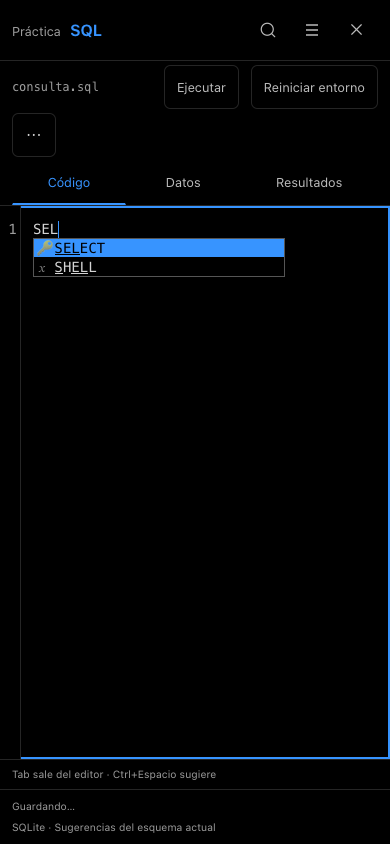 Práctica SQL
consulta.sql
Ejecutar
Reiniciar entorno
...
Código
Datos
Resultados
1 SEL
SELECT
x SHELL
Tab sale del editor · Ctrl+Espacio sugiere
Guardando...
SQLite · Sugerencias del esquema actual